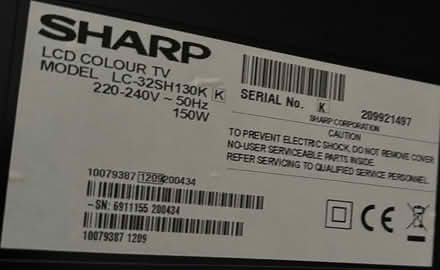 SHARP
LCD COLOUR TV
MODEL LC-32SH130K K
220-240V ~ 50Hz
150W
SERIAL No. K 209921497
SHARP CORPORATION
CAUTION
TO PREVENT ELECTRIC SHOCK, DO NOT REMOVE COVER.
NO-USER SERVICEABLE PARTS INSIDE.
REFER SERVICING TO QUALIFIED SERVICE PERSONNEL.
10079387 1209 200434
-SN: 6911155 200434
10079387 1209
CE